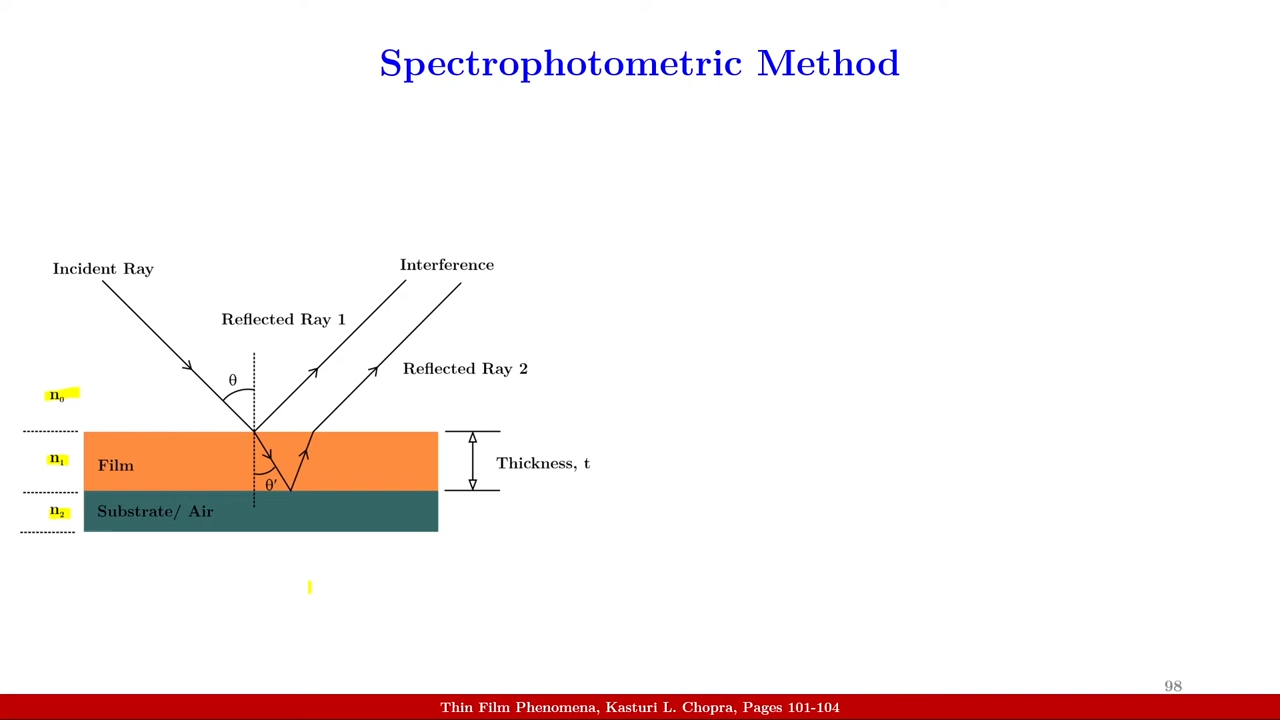 Spectrophotometric Method
Incident Ray
Interference
Reflected Ray 1
Reflected Ray 2
θ
n₀
n₁
Film
Thickness, t
θ′
n₂
Substrate/ Air
98
Thin Film Phenomena, Kasturi L. Chopra, Pages 101-104